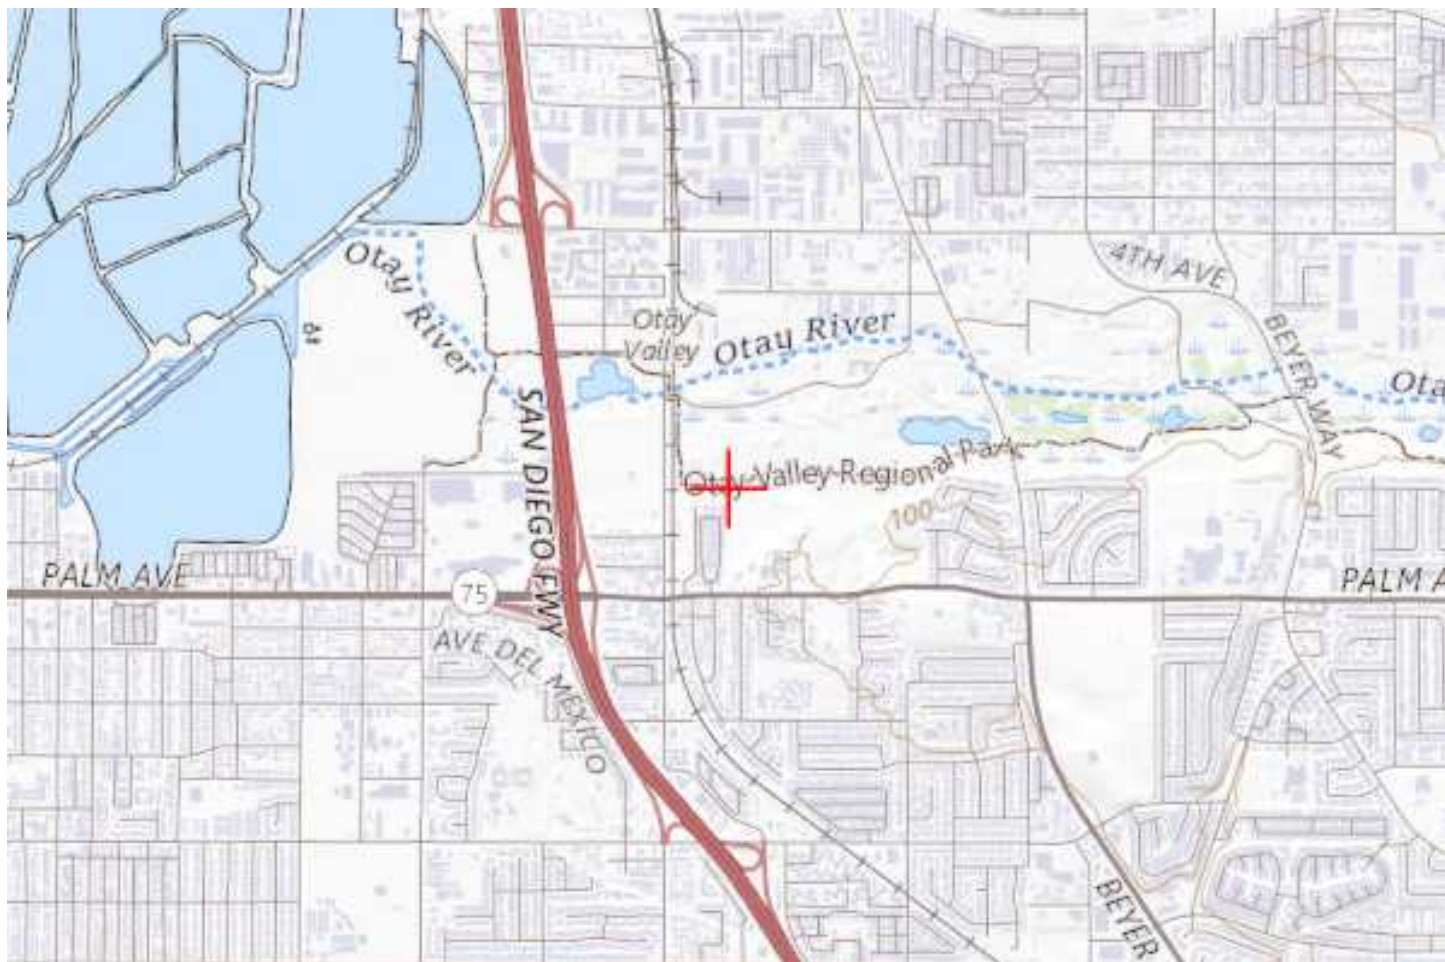 4TH AVE
Otay River
Otay
Valley
Otay River
BEYER WAY
Ota
SAN DIEGO FWY
Otay Valley Regional Park
100
PALM AVE
75
PALM A
AVE DEL MEXICO
BEYER